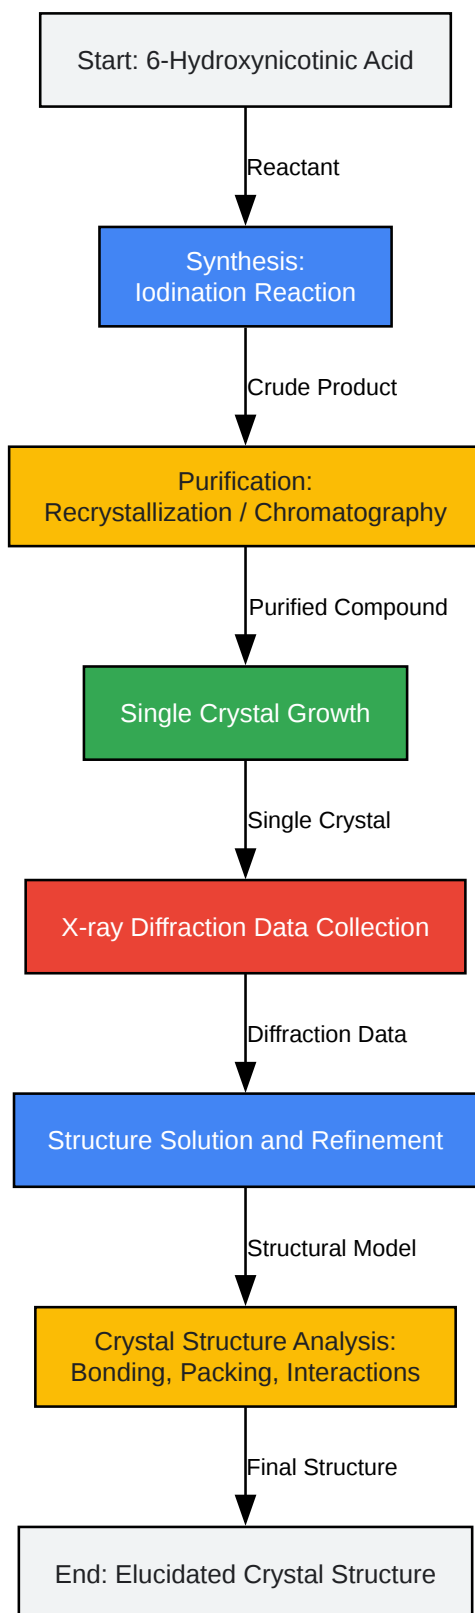 Start: 6-Hydroxynicotinic Acid
Reactant
Synthesis:
Iodination Reaction
Crude Product
Purification:
Recrystallization / Chromatography
Purified Compound
Single Crystal Growth
Single Crystal
X-ray Diffraction Data Collection
Diffraction Data
Structure Solution and Refinement
Structural Model
Crystal Structure Analysis:
Bonding, Packing, Interactions
Final Structure
End: Elucidated Crystal Structure